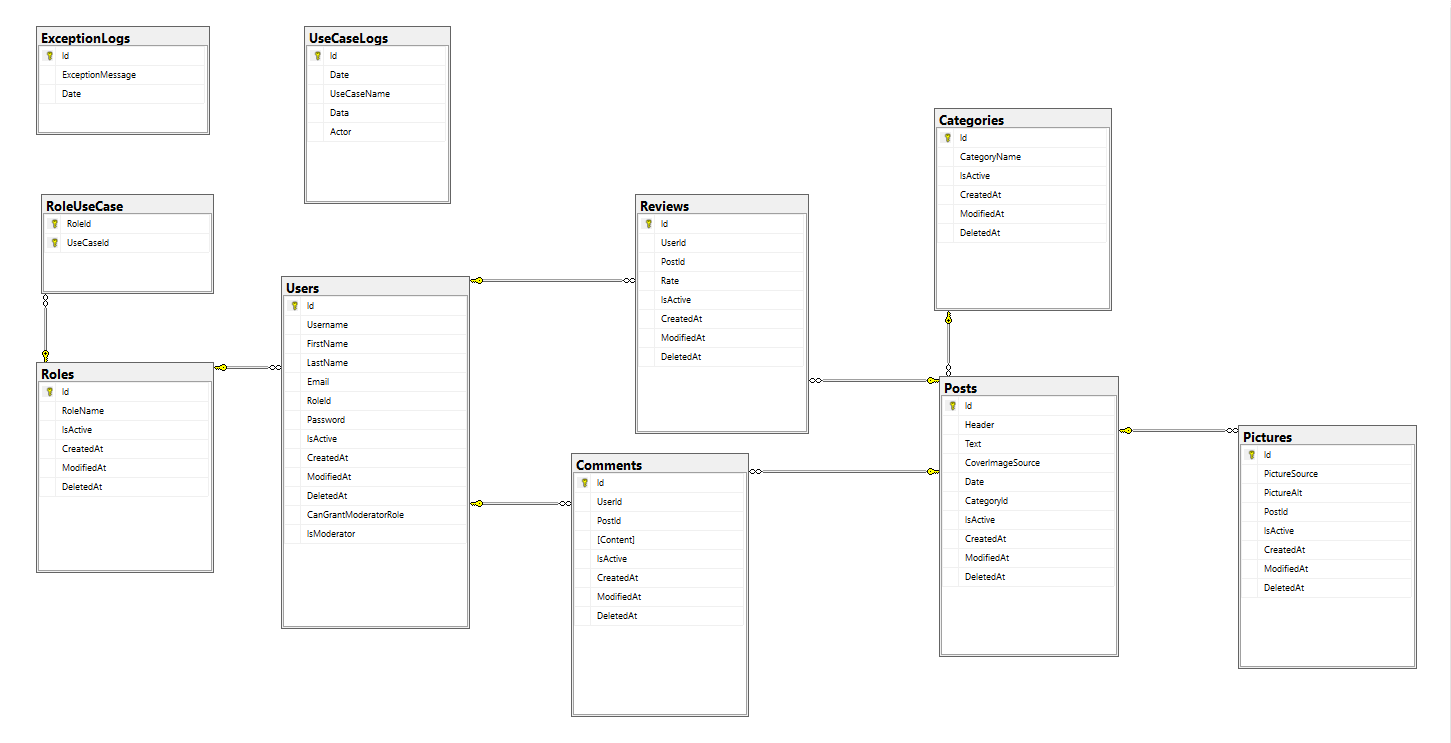 ExceptionLogs
Id
ExceptionMessage
Date
UseCaseLogs
Id
Date
UseCaseName
Data
Actor
Categories
Id
CategoryName
IsActive
CreatedAt
ModifiedAt
DeletedAt
RoleUseCase
RoleId
UseCaseId
Reviews
Id
UserId
PostId
Rate
IsActive
CreatedAt
ModifiedAt
DeletedAt
Users
Id
Username
FirstName
LastName
Email
RoleId
Password
IsActive
CreatedAt
ModifiedAt
DeletedAt
CanGrantModeratorRole
IsModerator
Roles
Id
RoleName
IsActive
CreatedAt
ModifiedAt
DeletedAt
Comments
Id
UserId
PostId
[Content]
IsActive
CreatedAt
ModifiedAt
DeletedAt
Posts
Id
Header
Text
CoverImageSource
Date
CategoryId
IsActive
CreatedAt
ModifiedAt
DeletedAt
Pictures
Id
PictureSource
PictureAlt
PostId
IsActive
CreatedAt
ModifiedAt
DeletedAt